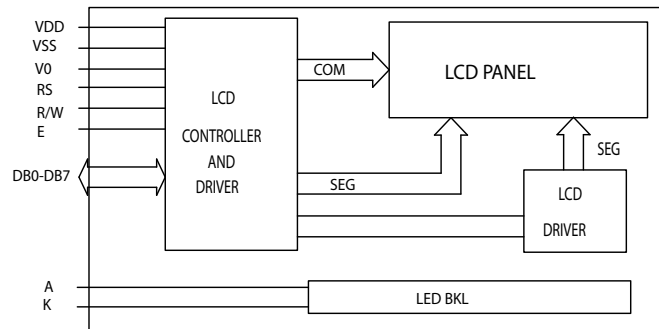 VDD
VSS
V0
RS
R/W
E
DB0-DB7
LCD
CONTROLLER
AND
DRIVER
COM
LCD PANEL
SEG
SEG
LCD
DRIVER
A
K
LED BKL